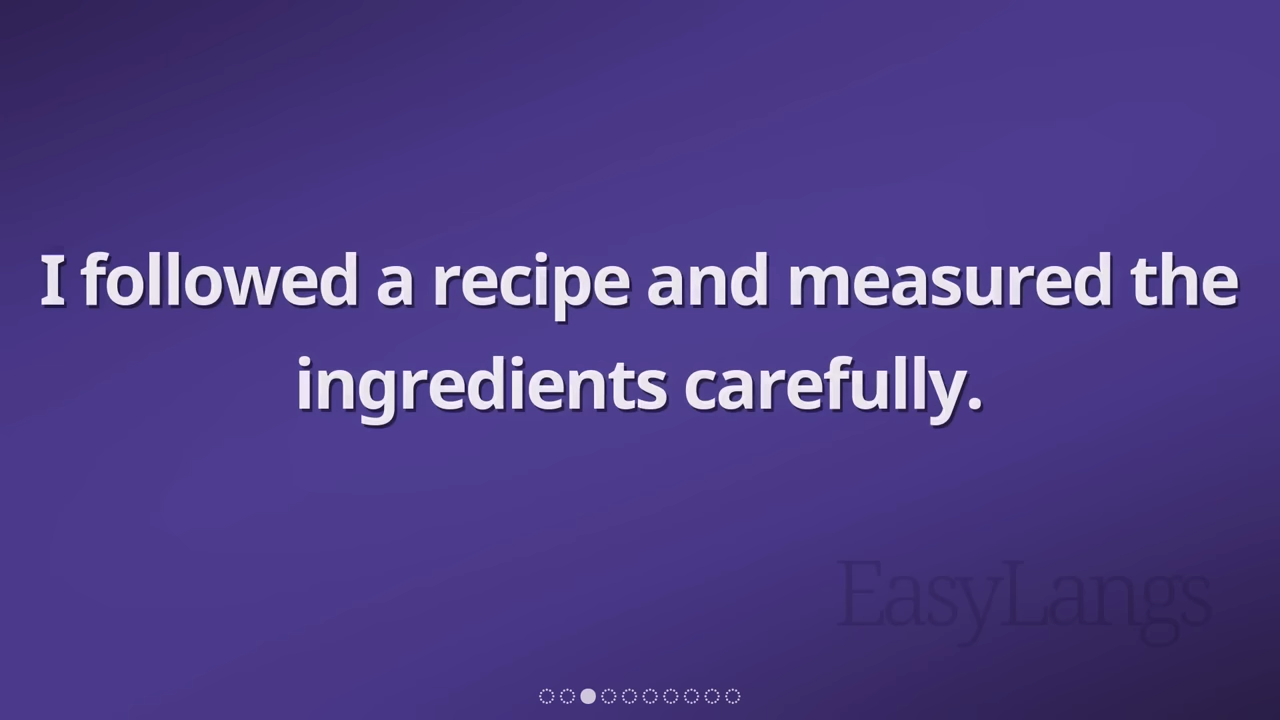 I followed a recipe and measured the
ingredients carefully.
EasyLangs